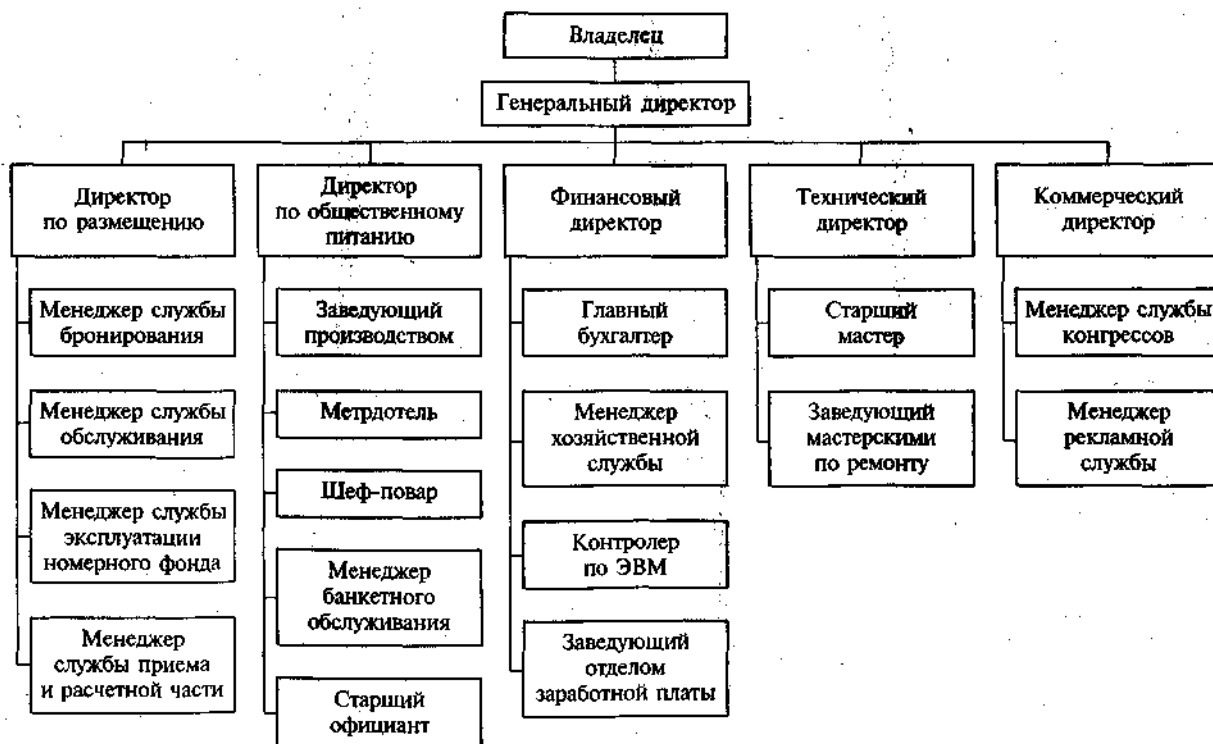 Владелец
Генеральный директор
Директор
по размещению
Менеджер службы
бронирования
Менеджер службы
обслуживания
Менеджер службы
эксплуатации
номерного фонда
Менеджер
службы приема
и расчетной части
Директор
по общественному
питанию
Заведующий
производством
Метрдотель
Шеф-повар
Менеджер
банкетного
обслуживания
Старший
официант
Финансовый
директор
Главный
бухгалтер
Менеджер
хозяйственной
службы
Контролер
по ЭВМ
Заведующий
отделом
заработной платы
Технический
директор
Старший
мастер
Заведующий
мастерскими
по ремонту
Коммерческий
директор
Менеджер службы
конгрессов
Менеджер
рекламной
службы